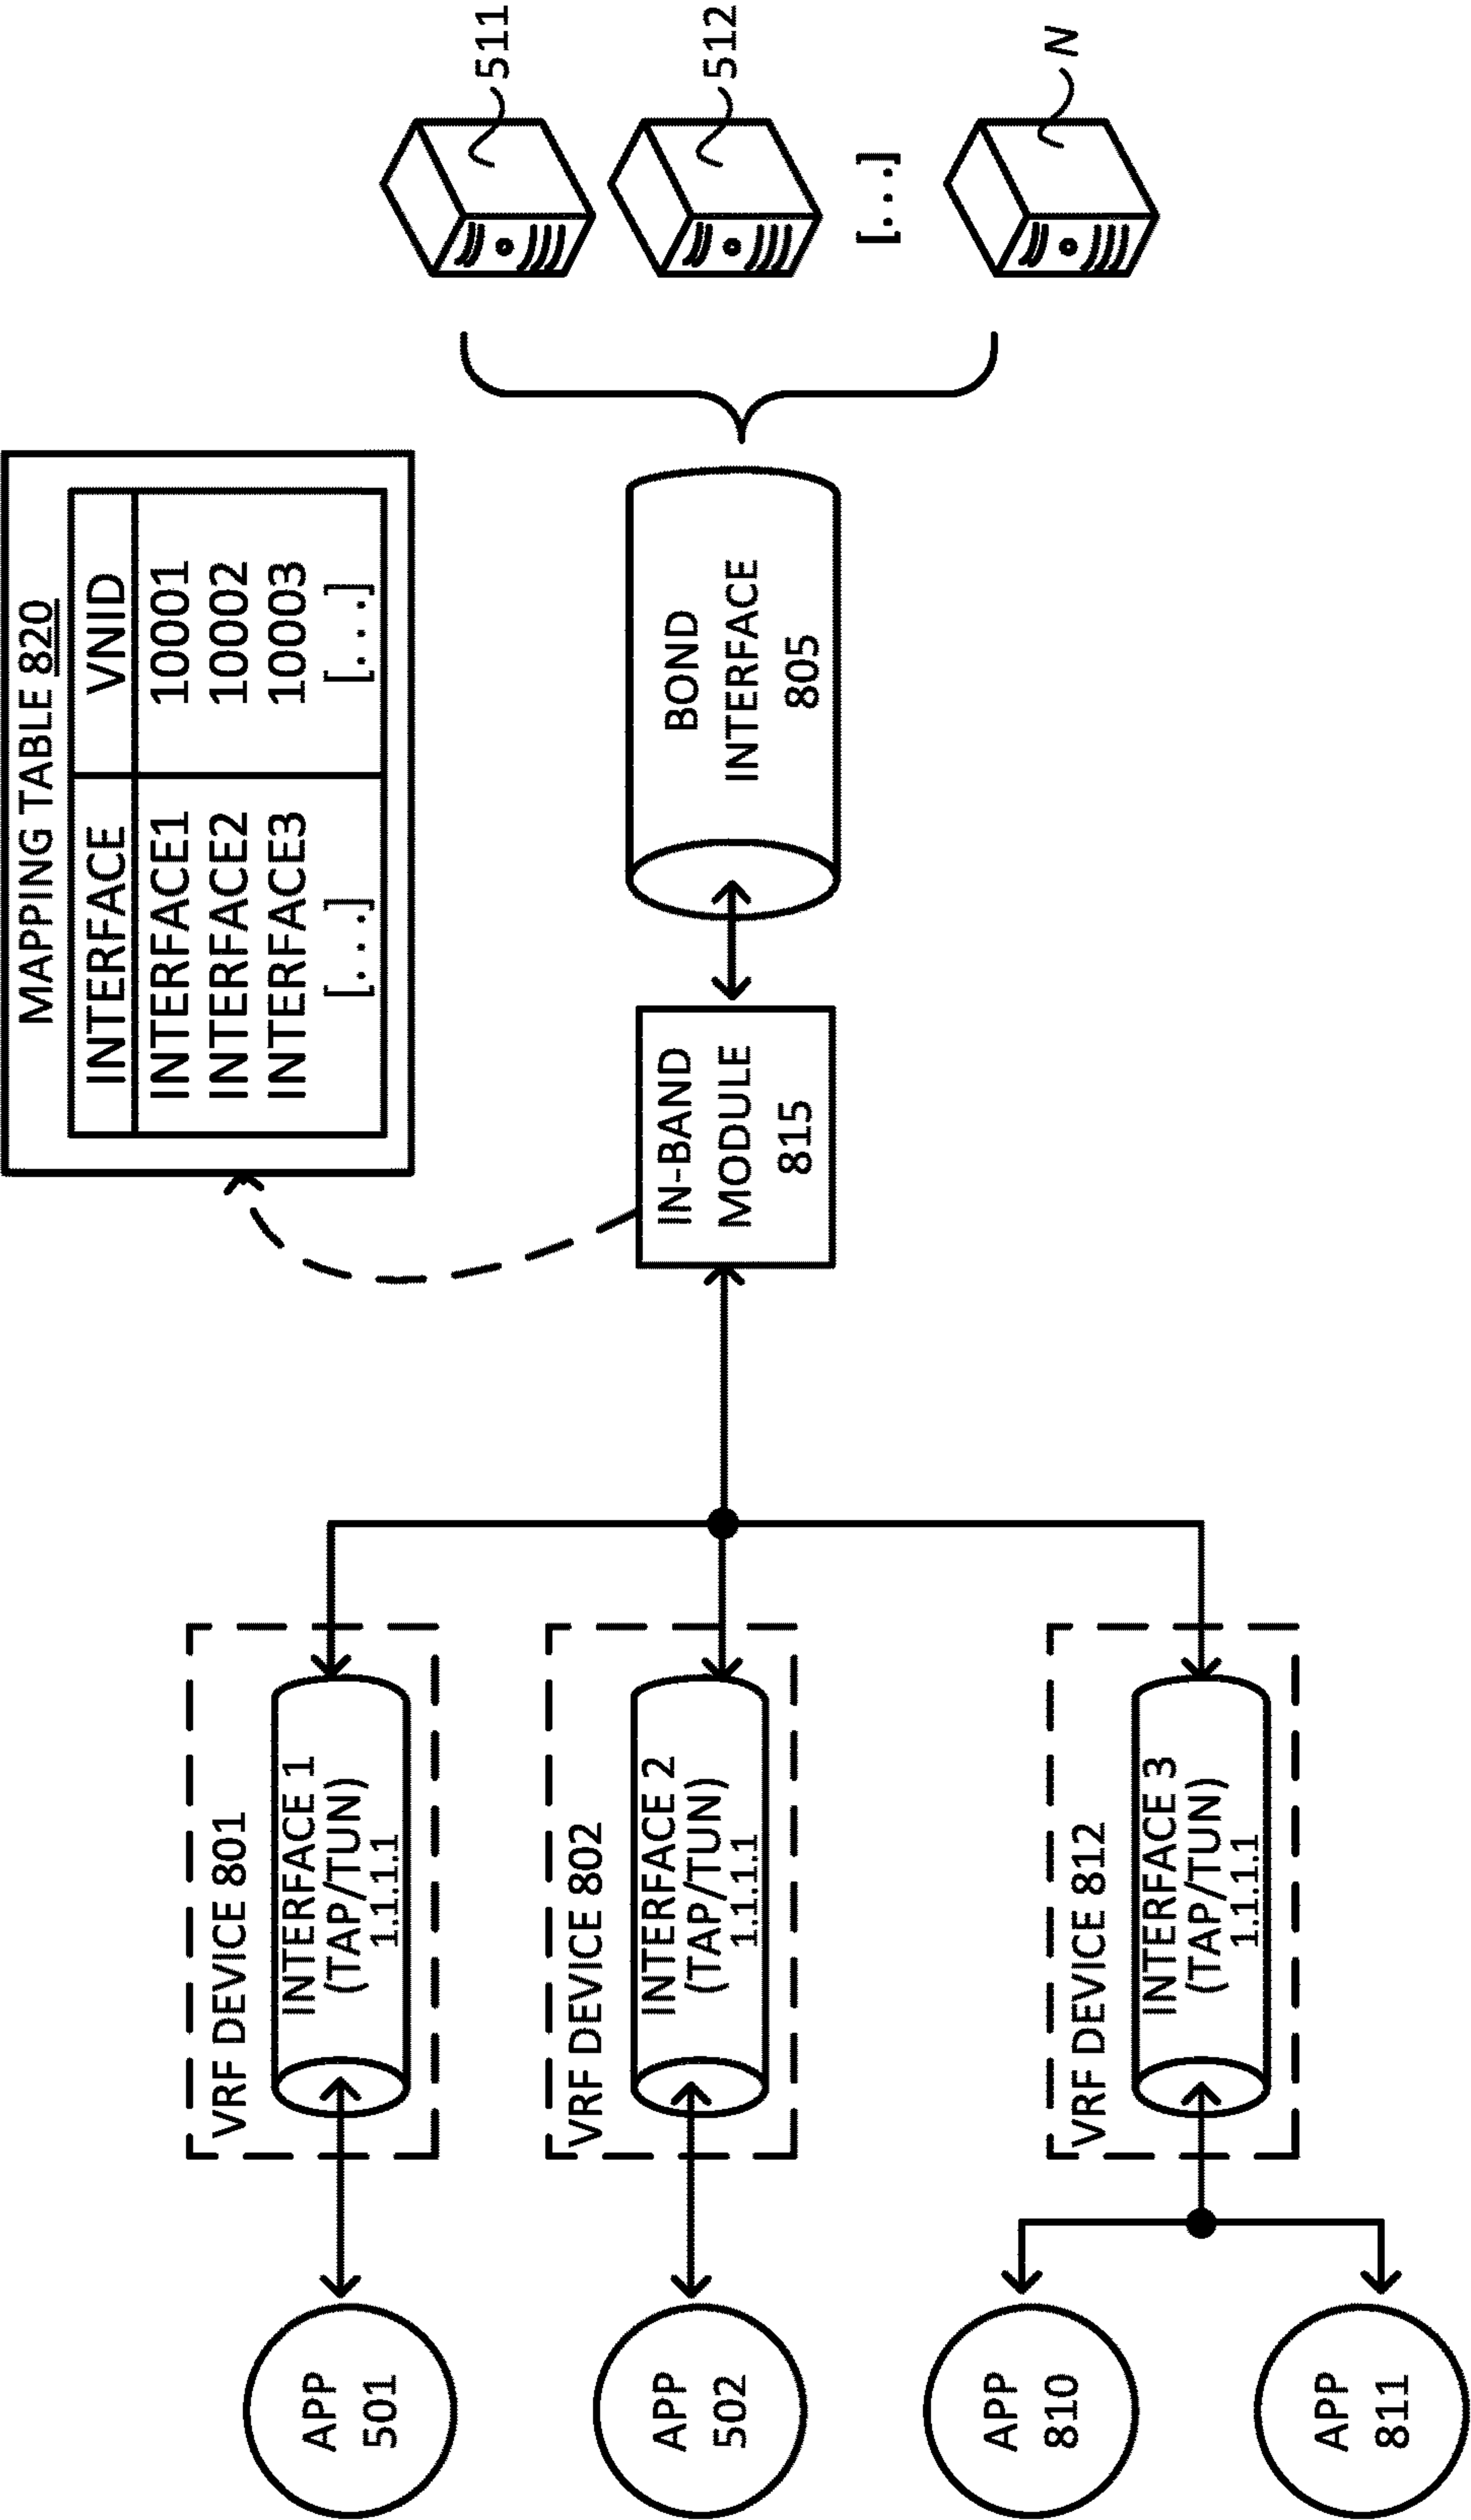 MAPPING TABLE 820
INTERFACE VNID
INTERFACE1 10001
INTERFACE2 10002
INTERFACE3 10003
[...] [...]
APP
501
VRF DEVICE 801
INTERFACE 1
(TAP/TUN)
1.1.1.1
APP
502
VRF DEVICE 802
INTERFACE 2
(TAP/TUN)
1.1.1.1
IN-BAND
MODULE
815
BOND
INTERFACE
805
511
512
[...]
N
APP
810
APP
811
VRF DEVICE 812
INTERFACE 3
(TAP/TUN)
1.1.1.1